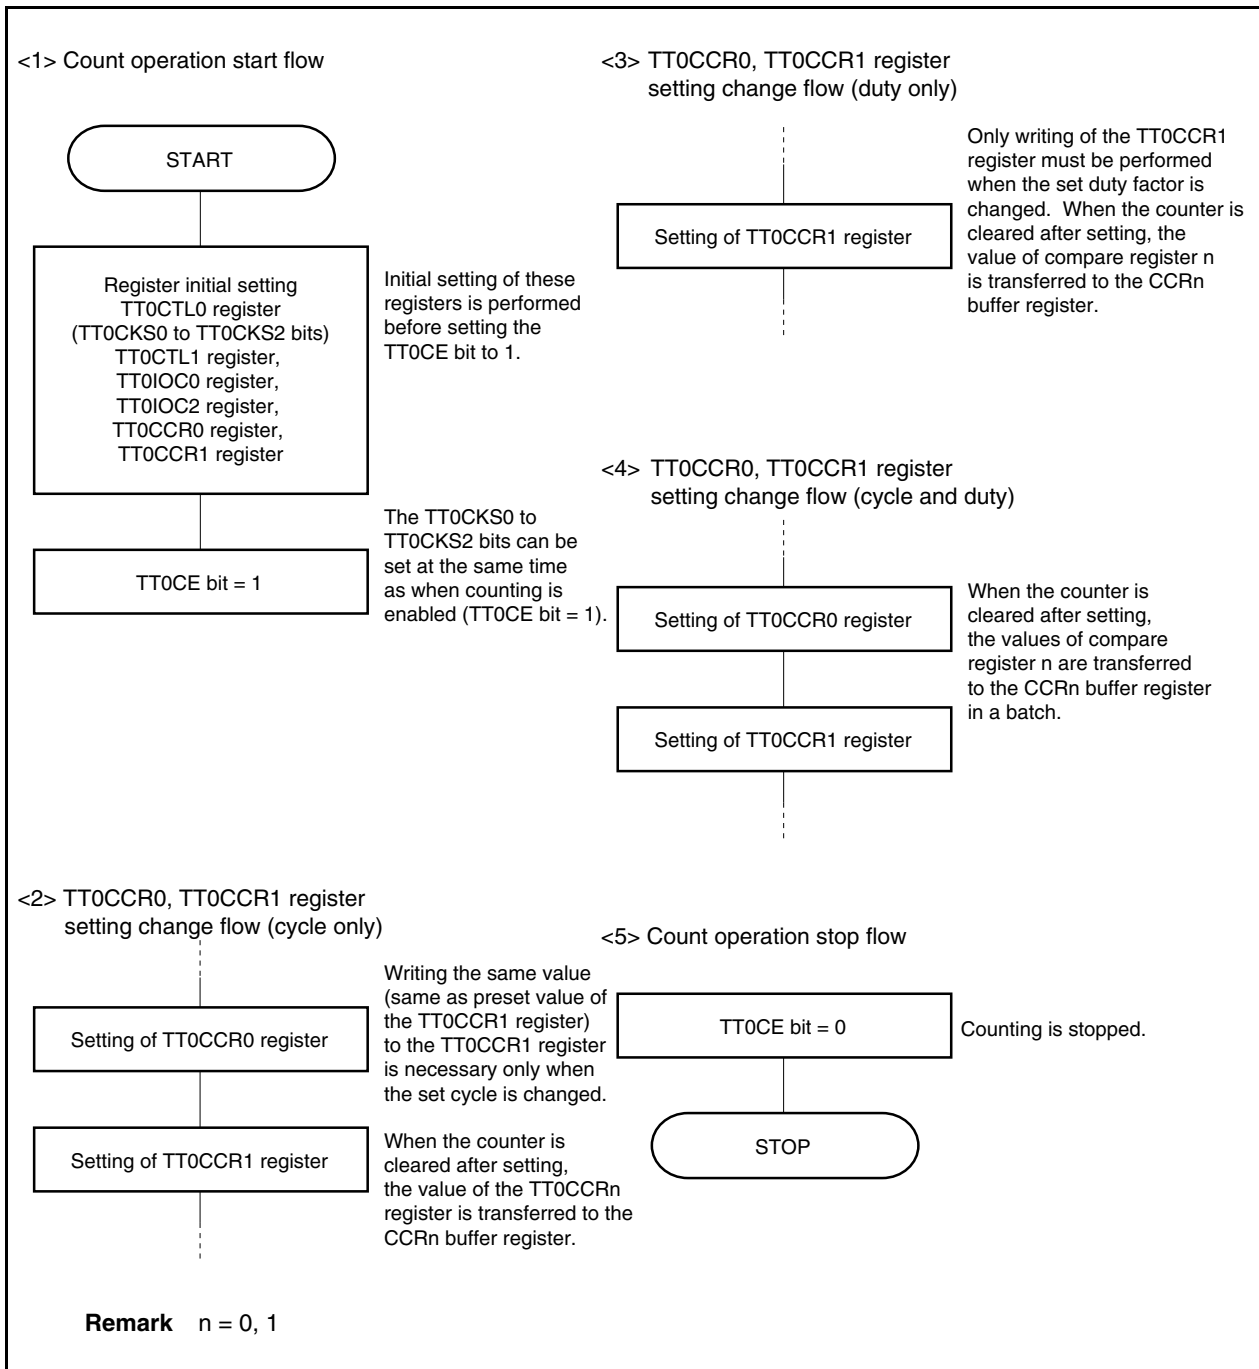 <1> Count operation start flow
START
Register initial setting
TT0CTL0 register
(TT0CKS0 to TT0CKS2 bits)
TT0CTL1 register,
TT0IOC0 register,
TT0IOC2 register,
TT0CCR0 register,
TT0CCR1 register
Initial setting of these
registers is performed
before setting the
TT0CE bit to 1.
TT0CE bit = 1
The TT0CKS0 to
TT0CKS2 bits can be
set at the same time
as when counting is
enabled (TT0CE bit = 1).
<2> TT0CCR0, TT0CCR1 register
setting change flow (cycle only)
Setting of TT0CCR0 register
Writing the same value
(same as preset value of
the TT0CCR1 register)
to the TT0CCR1 register
is necessary only when
the set cycle is changed.
Setting of TT0CCR1 register
When the counter is
cleared after setting,
the value of the TT0CCRn
register is transferred to the
CCRn buffer register.
<3> TT0CCR0, TT0CCR1 register
setting change flow (duty only)
Setting of TT0CCR1 register
Only writing of the TT0CCR1
register must be performed
when the set duty factor is
changed.  When the counter is
cleared after setting, the
value of compare register n
is transferred to the CCRn
buffer register.
<4> TT0CCR0, TT0CCR1 register
setting change flow (cycle and duty)
Setting of TT0CCR0 register
Setting of TT0CCR1 register
When the counter is
cleared after setting,
the values of compare
register n are transferred
to the CCRn buffer register
in a batch.
<5> Count operation stop flow
TT0CE bit = 0
Counting is stopped.
STOP
Remark n = 0, 1